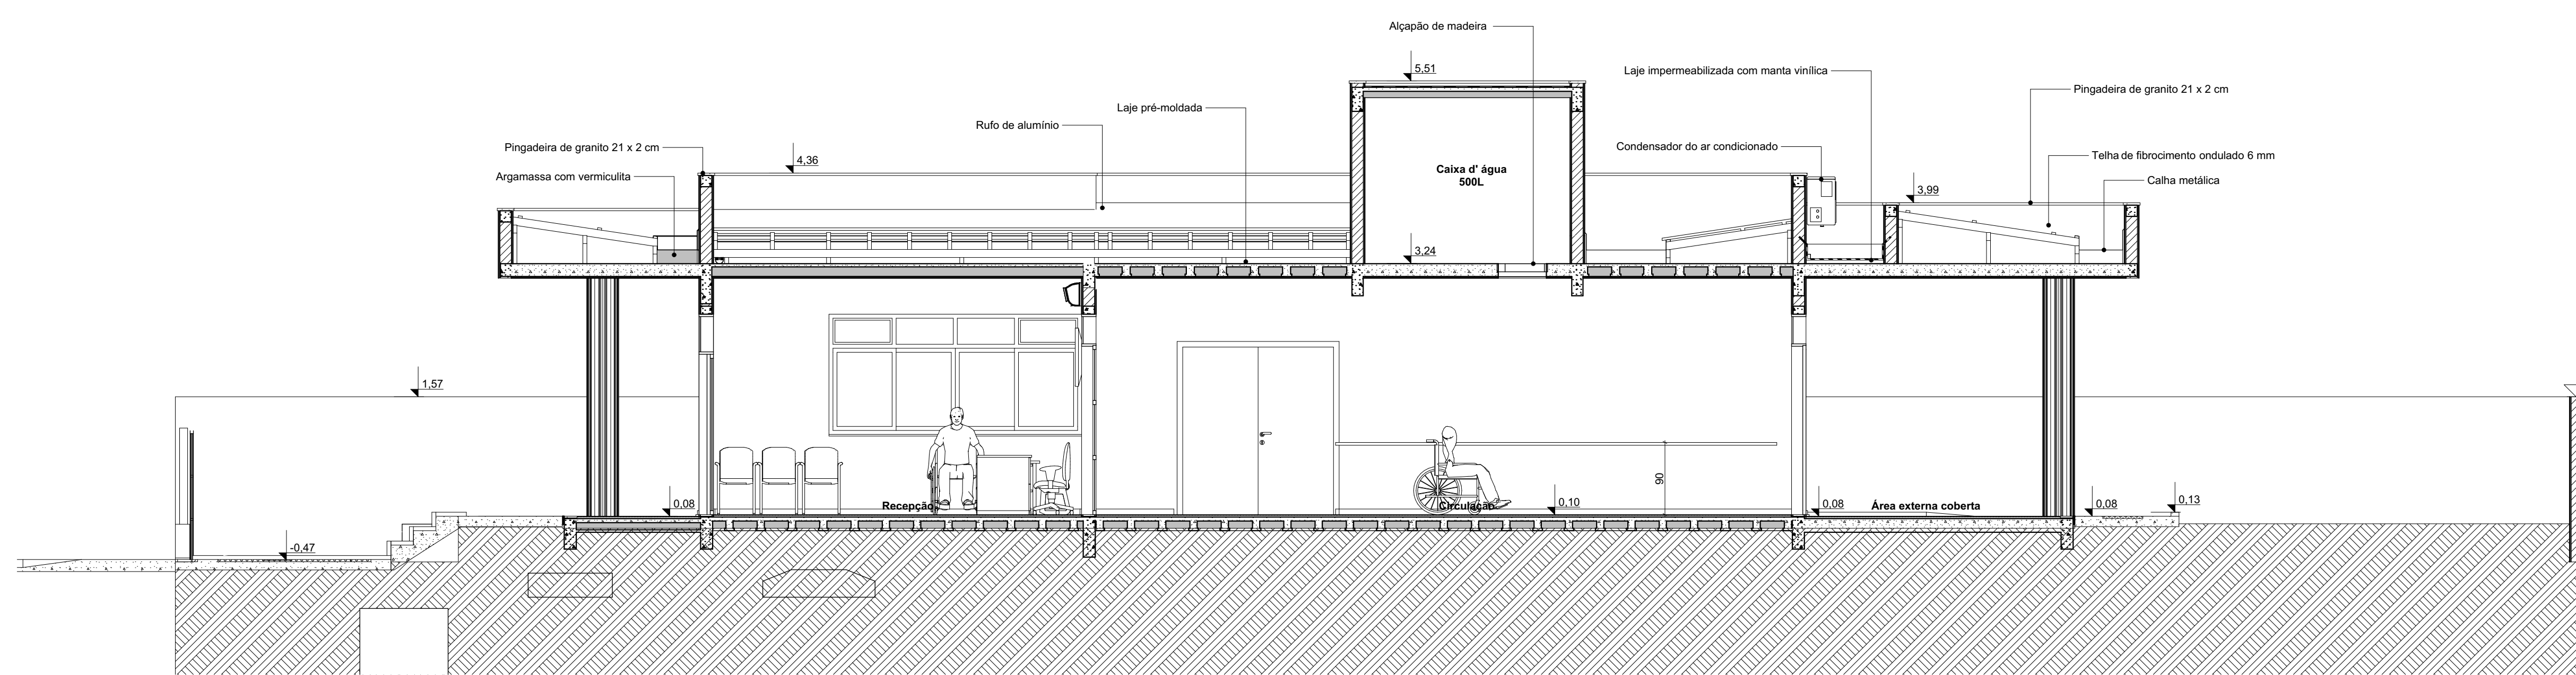 Alçapão de madeira
5,51
Laje impermeabilizada com manta vinílica
Pingadeira de granito 21 x 2 cm
Laje pré-moldada
Rufo de alumínio
Pingadeira de granito 21 x 2 cm
4,36
Condensador do ar condicionado
Telha de fibrocimento ondulado 6 mm
Argamassa com vermiculita
Caixa d' água
500L
Calha metálica
3,99
3,24
1,57
90
0,08
Recepção
Circulação
0,10
0,08
Área externa coberta
0,08
0,13
-0,47